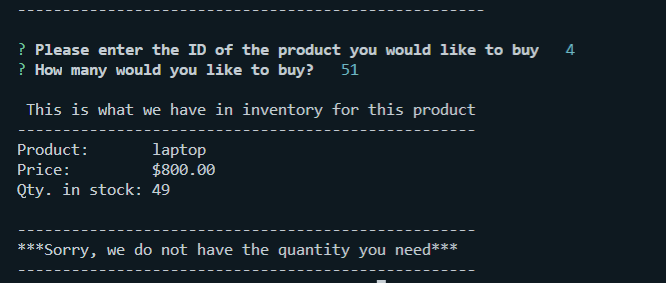 ----------------------------------------------------
? Please enter the ID of the product you would like to buy   4
? How many would you like to buy?   51
 This is what we have in inventory for this product
---------------------------------------------------
Product:       laptop
Price:         $800.00
Qty. in stock: 49
---------------------------------------------------
***Sorry, we do not have the quantity you need***
---------------------------------------------------